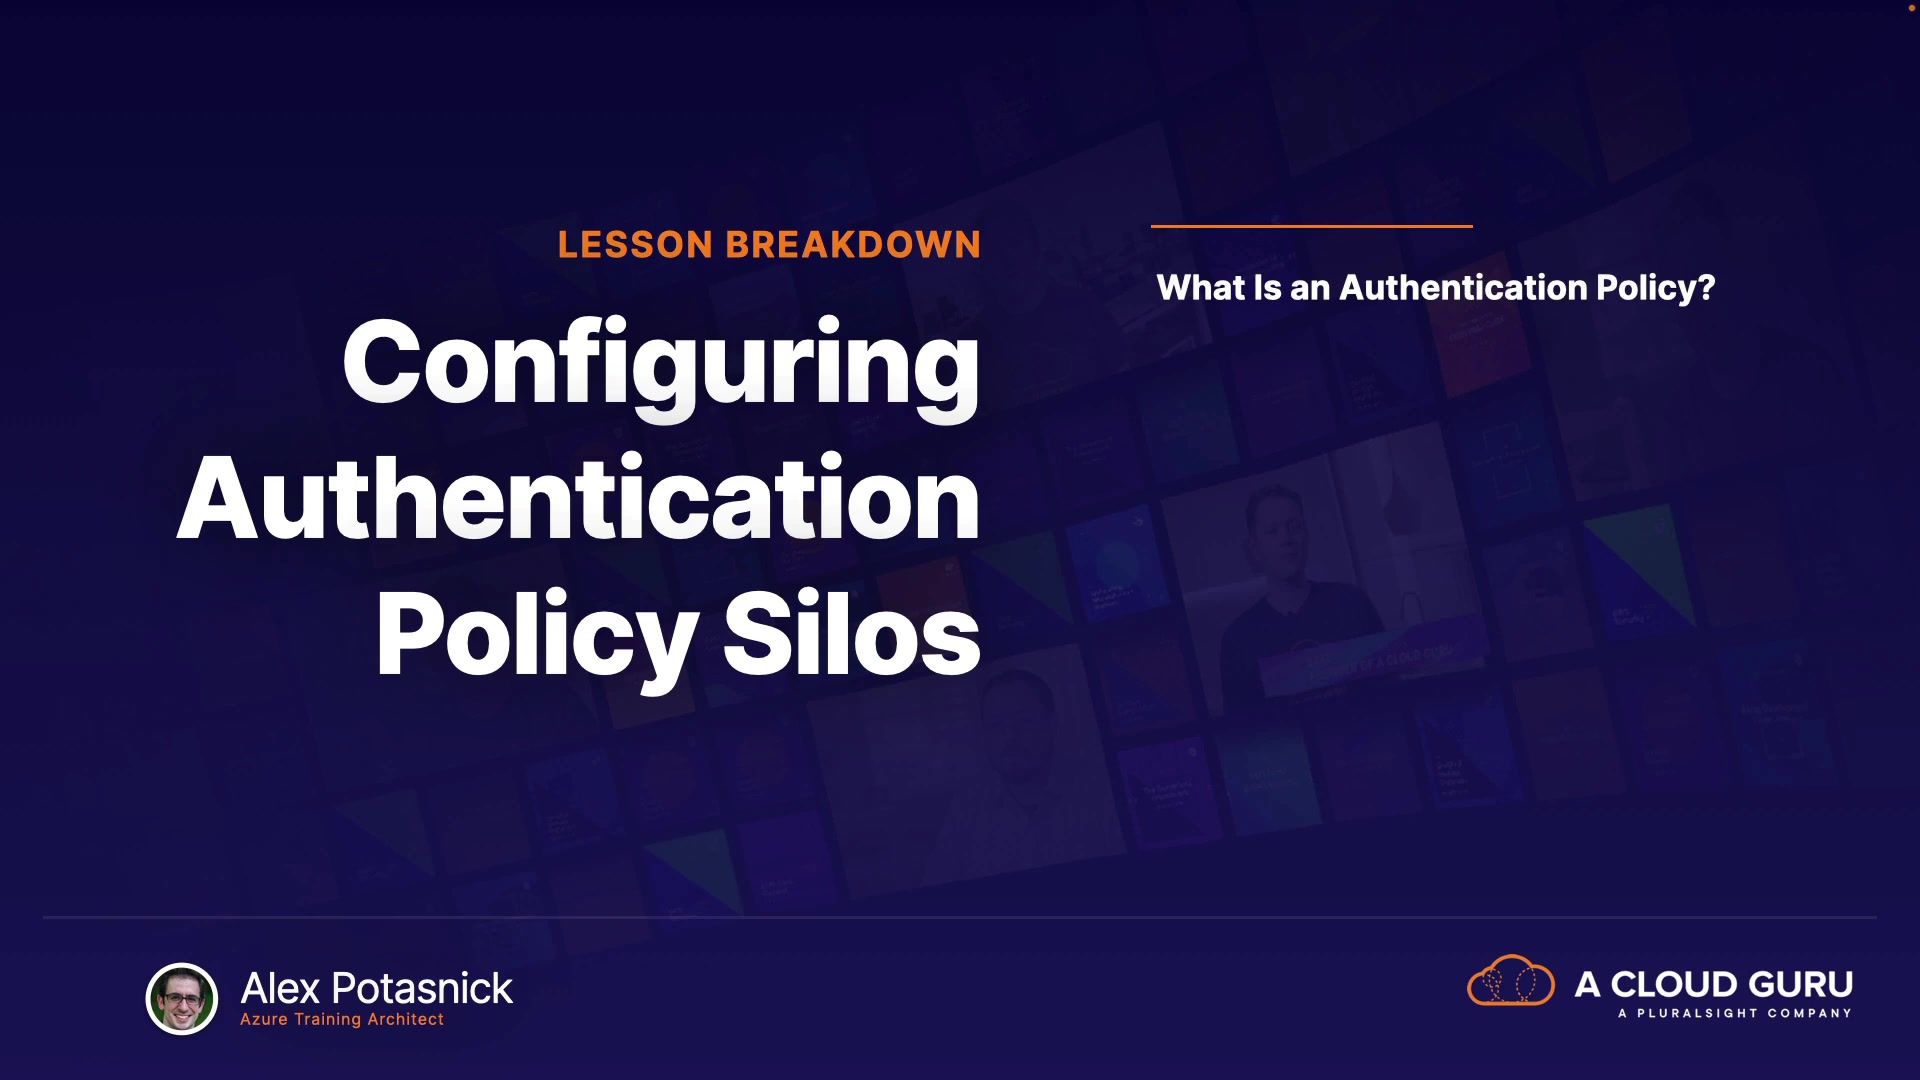 LESSON BREAKDOWN
Configuring
Authentication
Policy Silos
What Is an Authentication Policy?
Alex Potasnick
Azure Training Architect
A CLOUD GURU
A PLURALSIGHT COMPANY